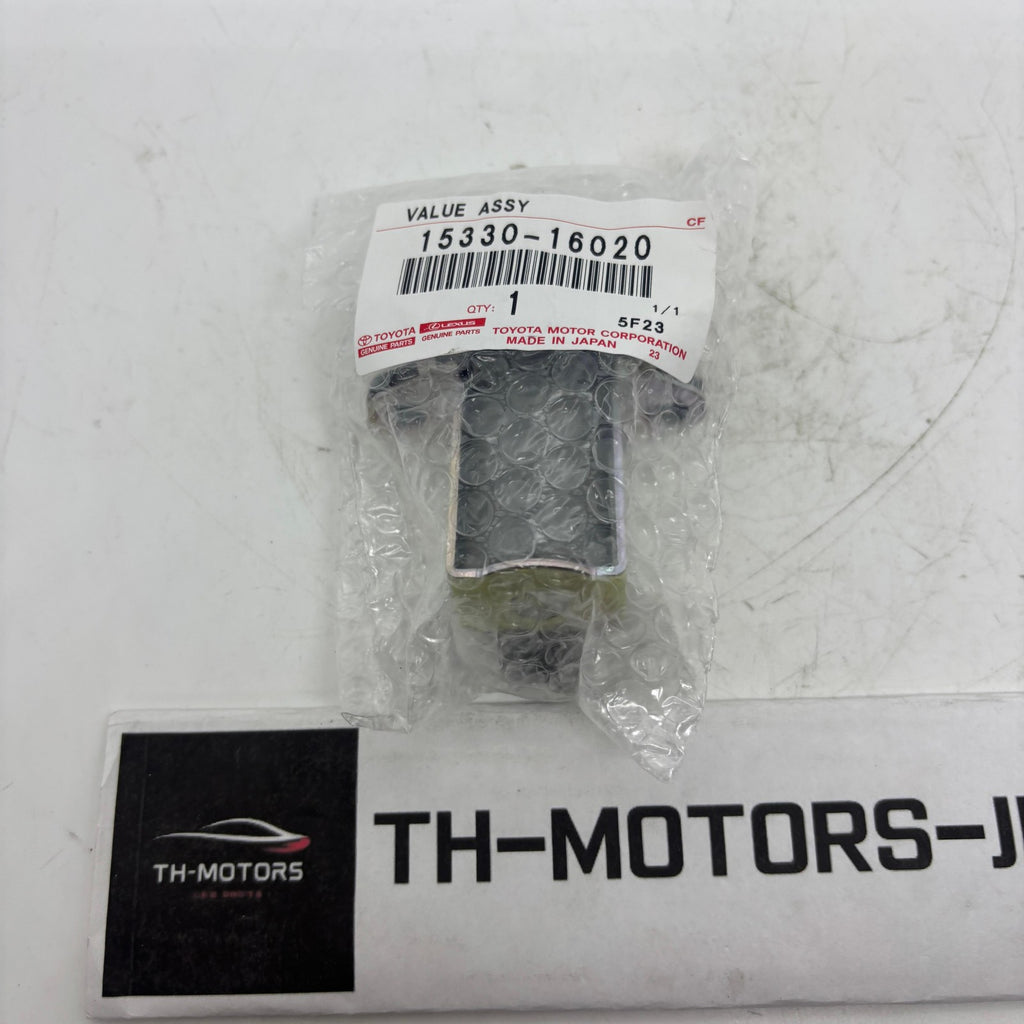 VALUE ASSY
CF
15330-16020
QTY: 1
1/1
5F23
TOYOTA
GENUINE PARTS
LEXUS
GENUINE PARTS
TOYOTA MOTOR CORPORATION
MADE IN JAPAN
23
TH-MOTORS
TH-MOTORS-